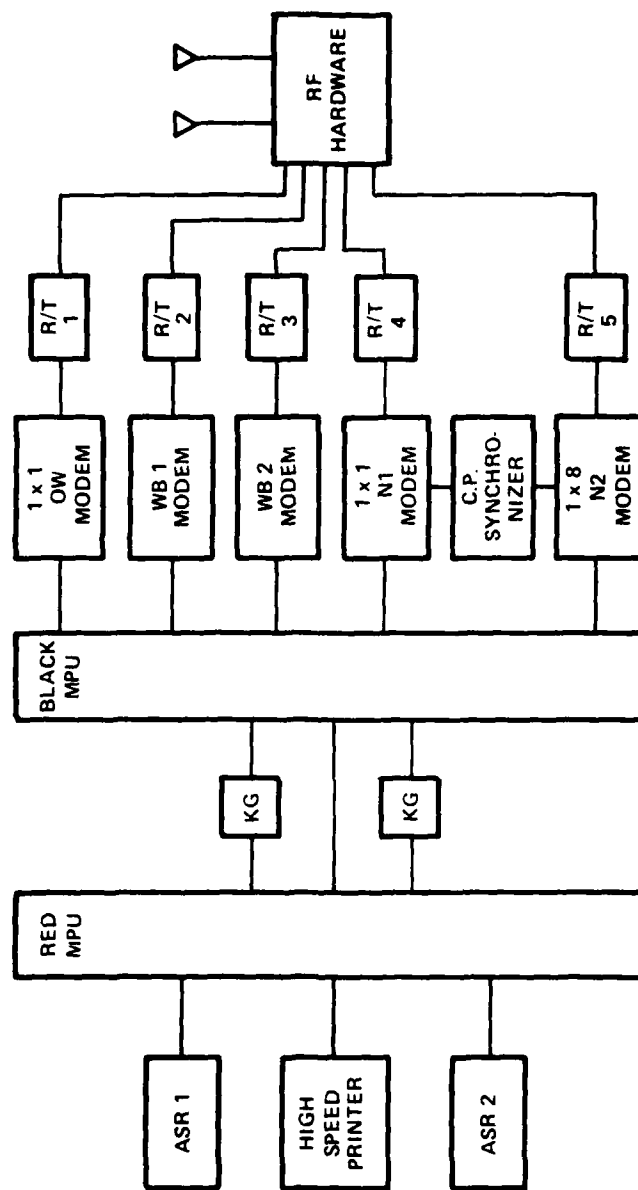 ASR 1
HIGH
SPEED
PRINTER
ASR 2
RED
MPU
KG
KG
BLACK
MPU
1 x 1
OW
MODEM
WB 1
MODEM
WB 2
MODEM
1 x 1
N1
MODEM
C.P.
SYNCHRO-
NIZER
1 x 8
N2
MODEM
R/T
1
R/T
2
R/T
3
R/T
4
R/T
5
RF
HARDWARE